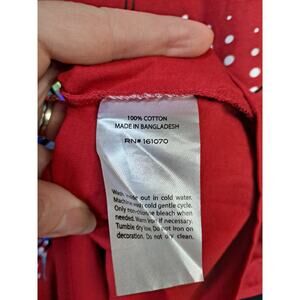 100% COTTON
MADE IN BANGLADESH
RN# 161070
Wash inside out in cold water.
Machine wash cold gentle cycle.
Only non-chlorine bleach when
needed. Warm iron if needed.
Tumble dry low. Do not iron on
decoration. Do not dry clean.